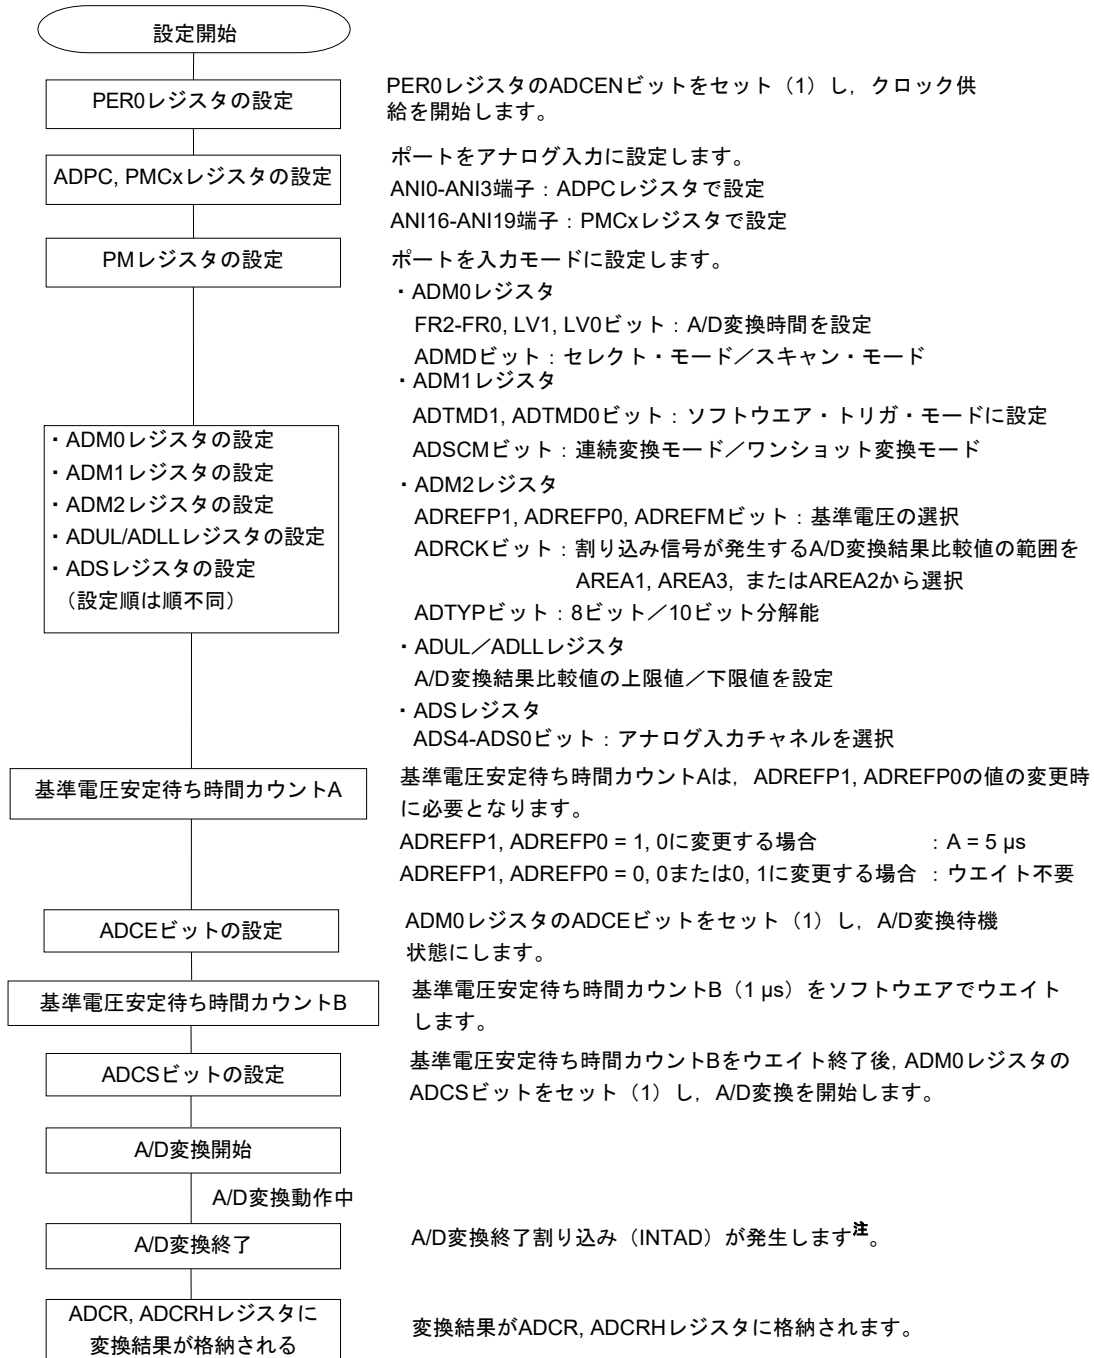 設定開始
PER0レジスタの設定
PER0レジスタのADCENビットをセット（1）し，クロック供
給を開始します。
ADPC, PMCxレジスタの設定
ポートをアナログ入力に設定します。
ANI0-ANI3端子：ADPCレジスタで設定
ANI16-ANI19端子：PMCxレジスタで設定
PMレジスタの設定
ポートを入力モードに設定します。
・ADM0レジスタの設定
・ADM1レジスタの設定
・ADM2レジスタの設定
・ADUL/ADLLレジスタの設定
・ADSレジスタの設定
（設定順は順不同）
・ADM0レジスタ
FR2-FR0, LV1, LV0ビット：A/D変換時間を設定
ADMDビット：セレクト・モード／スキャン・モード
・ADM1レジスタ
ADTMD1, ADTMD0ビット：ソフトウエア・トリガ・モードに設定
ADSCMビット：連続変換モード／ワンショット変換モード
・ADM2レジスタ
ADREFP1, ADREFP0, ADREFMビット：基準電圧の選択
ADRCKビット：割り込み信号が発生するA/D変換結果比較値の範囲を
AREA1, AREA3, またはAREA2から選択
ADTYPビット：8ビット／10ビット分解能
・ADUL／ADLLレジスタ
A/D変換結果比較値の上限値／下限値を設定
・ADSレジスタ
ADS4-ADS0ビット：アナログ入力チャネルを選択
基準電圧安定待ち時間カウントA
基準電圧安定待ち時間カウントAは，ADREFP1, ADREFP0の値の変更時
に必要となります。
ADREFP1, ADREFP0 = 1, 0に変更する場合 ：A = 5 μs
ADREFP1, ADREFP0 = 0, 0または0, 1に変更する場合 ：ウエイト不要
ADCEビットの設定
ADM0レジスタのADCEビットをセット（1）し，A/D変換待機
状態にします。
基準電圧安定待ち時間カウントB
基準電圧安定待ち時間カウントB（1 μs）をソフトウエアでウエイト
します。
ADCSビットの設定
基準電圧安定待ち時間カウントBをウエイト終了後, ADM0レジスタの
ADCSビットをセット（1）し，A/D変換を開始します。
A/D変換開始
A/D変換動作中
A/D変換終了
A/D変換終了割り込み（INTAD）が発生します注。
ADCR, ADCRHレジスタに
変換結果が格納される
変換結果がADCR, ADCRHレジスタに格納されます。